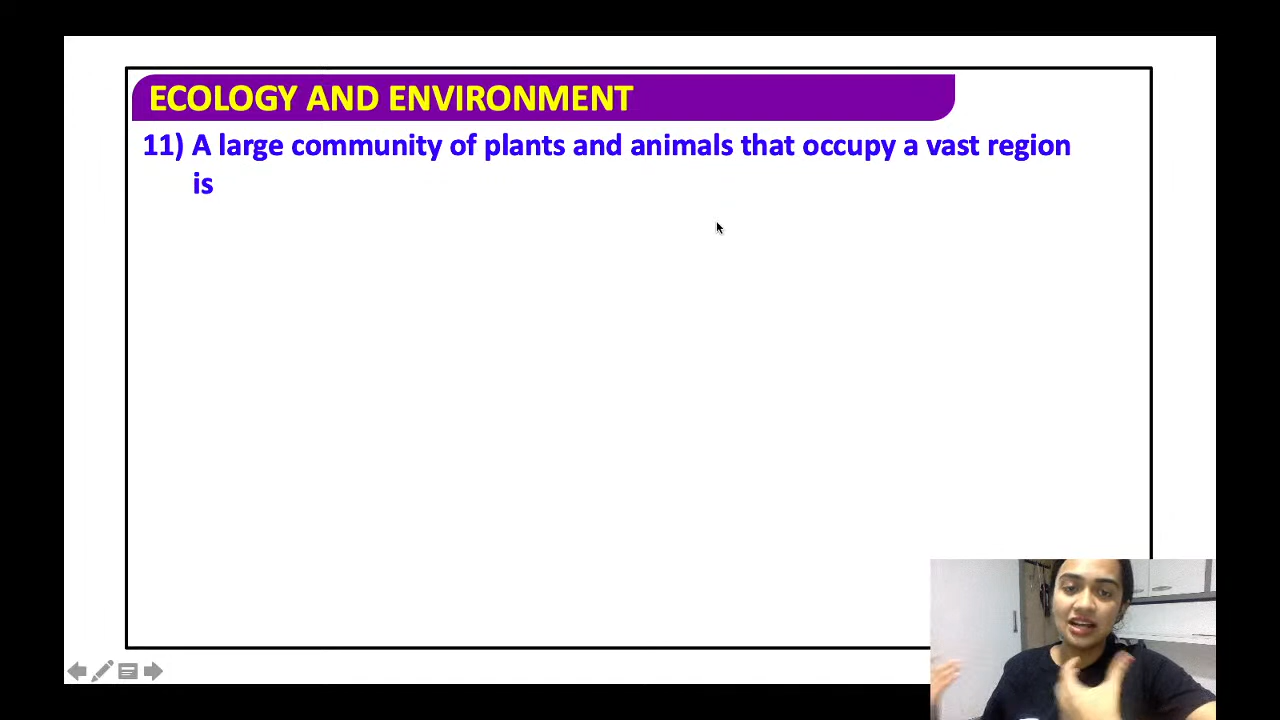 ECOLOGY AND ENVIRONMENT
11) A large community of plants and animals that occupy a vast region
is